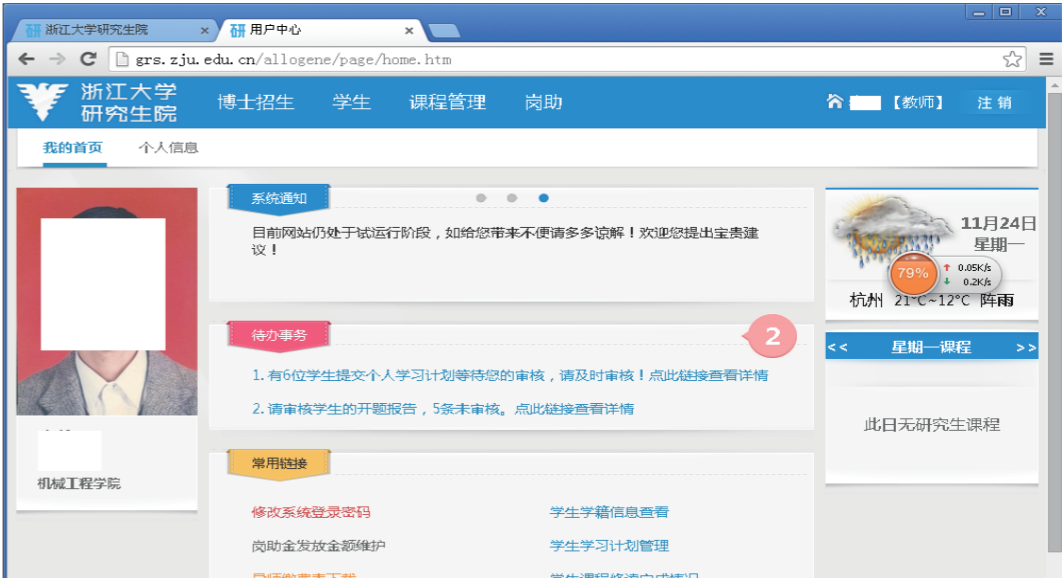 浙江大学研究生院
用户中心
grs.zju.edu.cn/allogene/page/home.htm
浙江大学
研究生院
博士招生 学生 课程管理 岗助
【教师】 注销
我的首页 个人信息
系统通知
目前网站仍处于试运行阶段,如给您带来不便请多多谅解!欢迎您提出宝贵建
议!
待办事务
2
1. 有6位学生提交个人学习计划等待您的审核,请及时审核!点此链接查看详情
2. 请审核学生的开题报告,5条未审核。点此链接查看详情
常用链接
修改系统登录密码
学生学籍信息查看
岗助金发放金额维护
学生学习计划管理
机械工程学院
11月24日
星期一
79%
0.05K/s
0.2K/s
杭州 21℃~12℃ 阵雨
<< 星期一课程 >>
此日无研究生课程